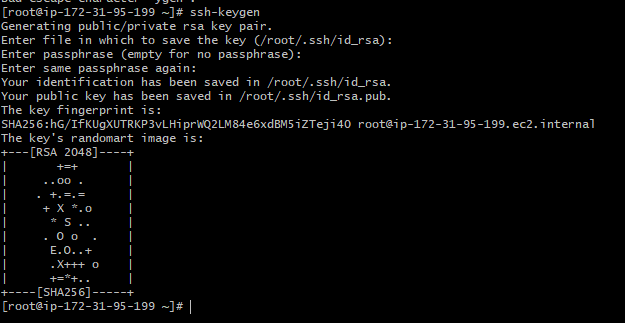 [root@ip-172-31-95-199 ~]# ssh-keygen
Generating public/private rsa key pair.
Enter file in which to save the key (/root/.ssh/id_rsa):
Enter passphrase (empty for no passphrase):
Enter same passphrase again:
Your identification has been saved in /root/.ssh/id_rsa.
Your public key has been saved in /root/.ssh/id_rsa.pub.
The key fingerprint is:
SHA256:hG/IfKUgXUTRKP3vLHiprWQ2LM84e6xdBM5iZTeji40 root@ip-172-31-95-199.ec2.internal
The key's randomart image is:
+---[RSA 2048]----+
|       +=+       |
|     ..oo .      |
|    . +.=.=      |
|     + X *.o     |
|      * S ..     |
|     . O o  .    |
|      E.O..+     |
|      .X+++ o    |
|      +=*+..     |
+----[SHA256]-----+
[root@ip-172-31-95-199 ~]#